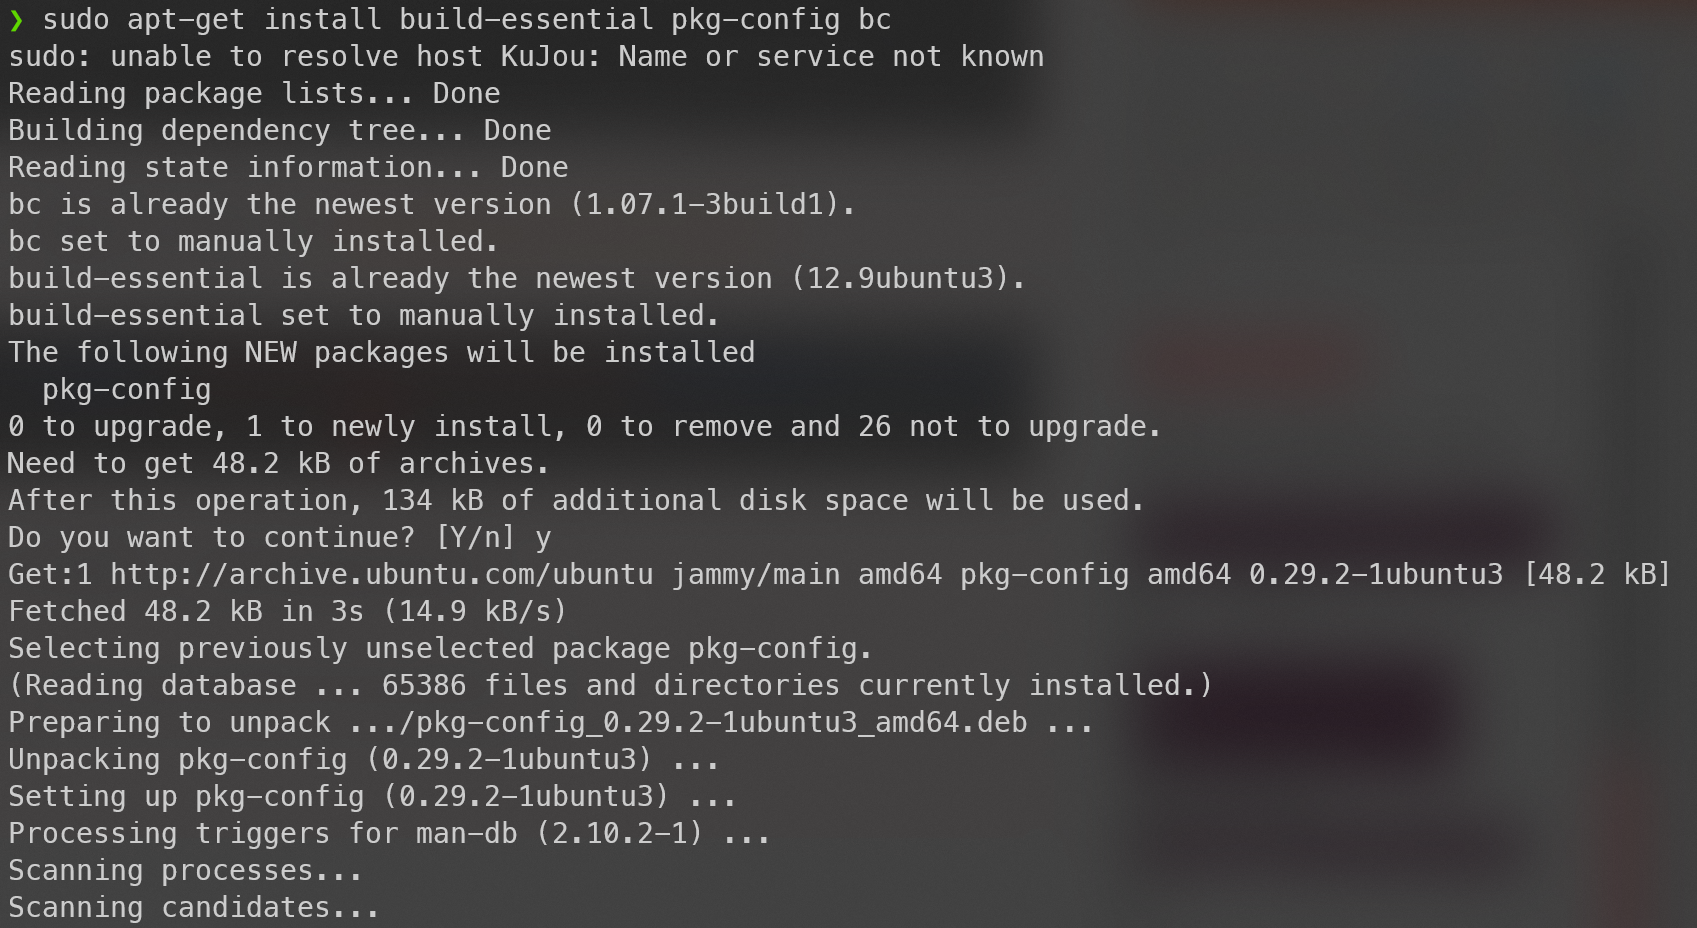 ❯ sudo apt-get install build-essential pkg-config bc
sudo: unable to resolve host KuJou: Name or service not known
Reading package lists... Done
Building dependency tree... Done
Reading state information... Done
bc is already the newest version (1.07.1-3build1).
bc set to manually installed.
build-essential is already the newest version (12.9ubuntu3).
build-essential set to manually installed.
The following NEW packages will be installed
  pkg-config
0 to upgrade, 1 to newly install, 0 to remove and 26 not to upgrade.
Need to get 48.2 kB of archives.
After this operation, 134 kB of additional disk space will be used.
Do you want to continue? [Y/n] y
Get:1 http://archive.ubuntu.com/ubuntu jammy/main amd64 pkg-config amd64 0.29.2-1ubuntu3 [48.2 kB]
Fetched 48.2 kB in 3s (14.9 kB/s)
Selecting previously unselected package pkg-config.
(Reading database ... 65386 files and directories currently installed.)
Preparing to unpack .../pkg-config_0.29.2-1ubuntu3_amd64.deb ...
Unpacking pkg-config (0.29.2-1ubuntu3) ...
Setting up pkg-config (0.29.2-1ubuntu3) ...
Processing triggers for man-db (2.10.2-1) ...
Scanning processes...
Scanning candidates...